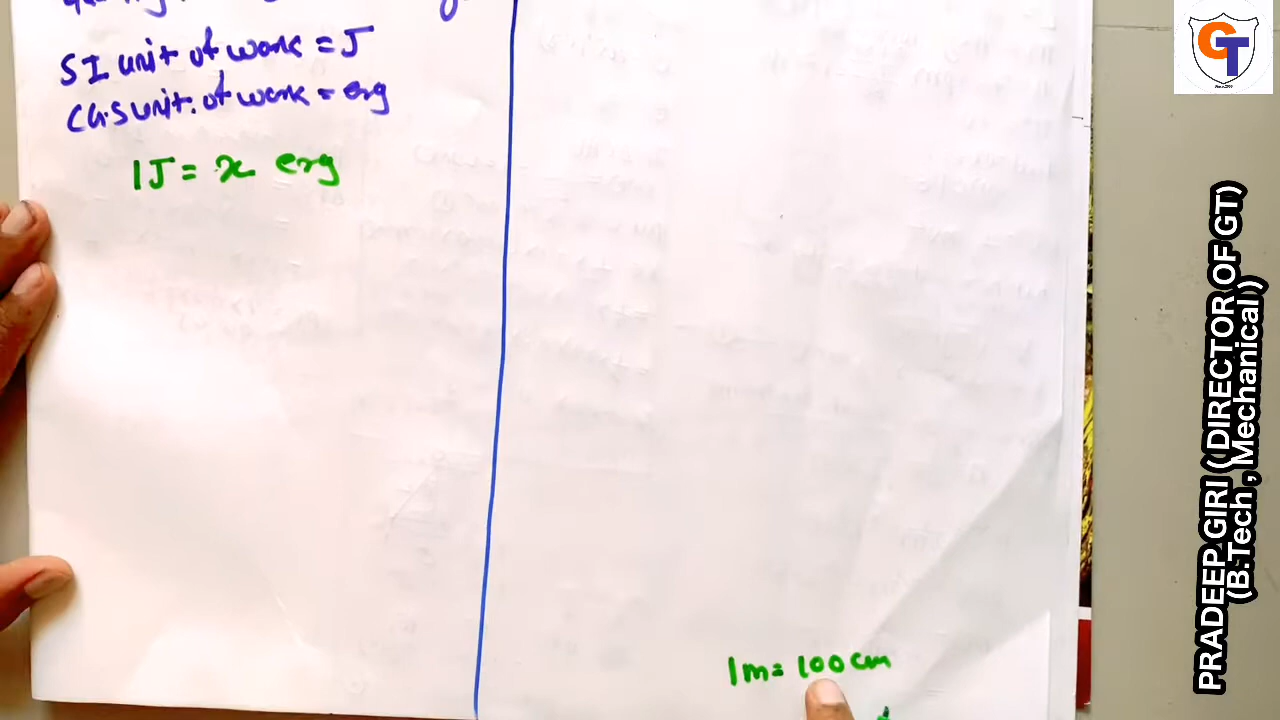 SI unit of work = J
CGS unit: of work = erg
1J = x erg
1m = 100 cm
GT
PRADEEP GIRI ( DIRECTOR OF GT)
(B.Tech , Mechanical )